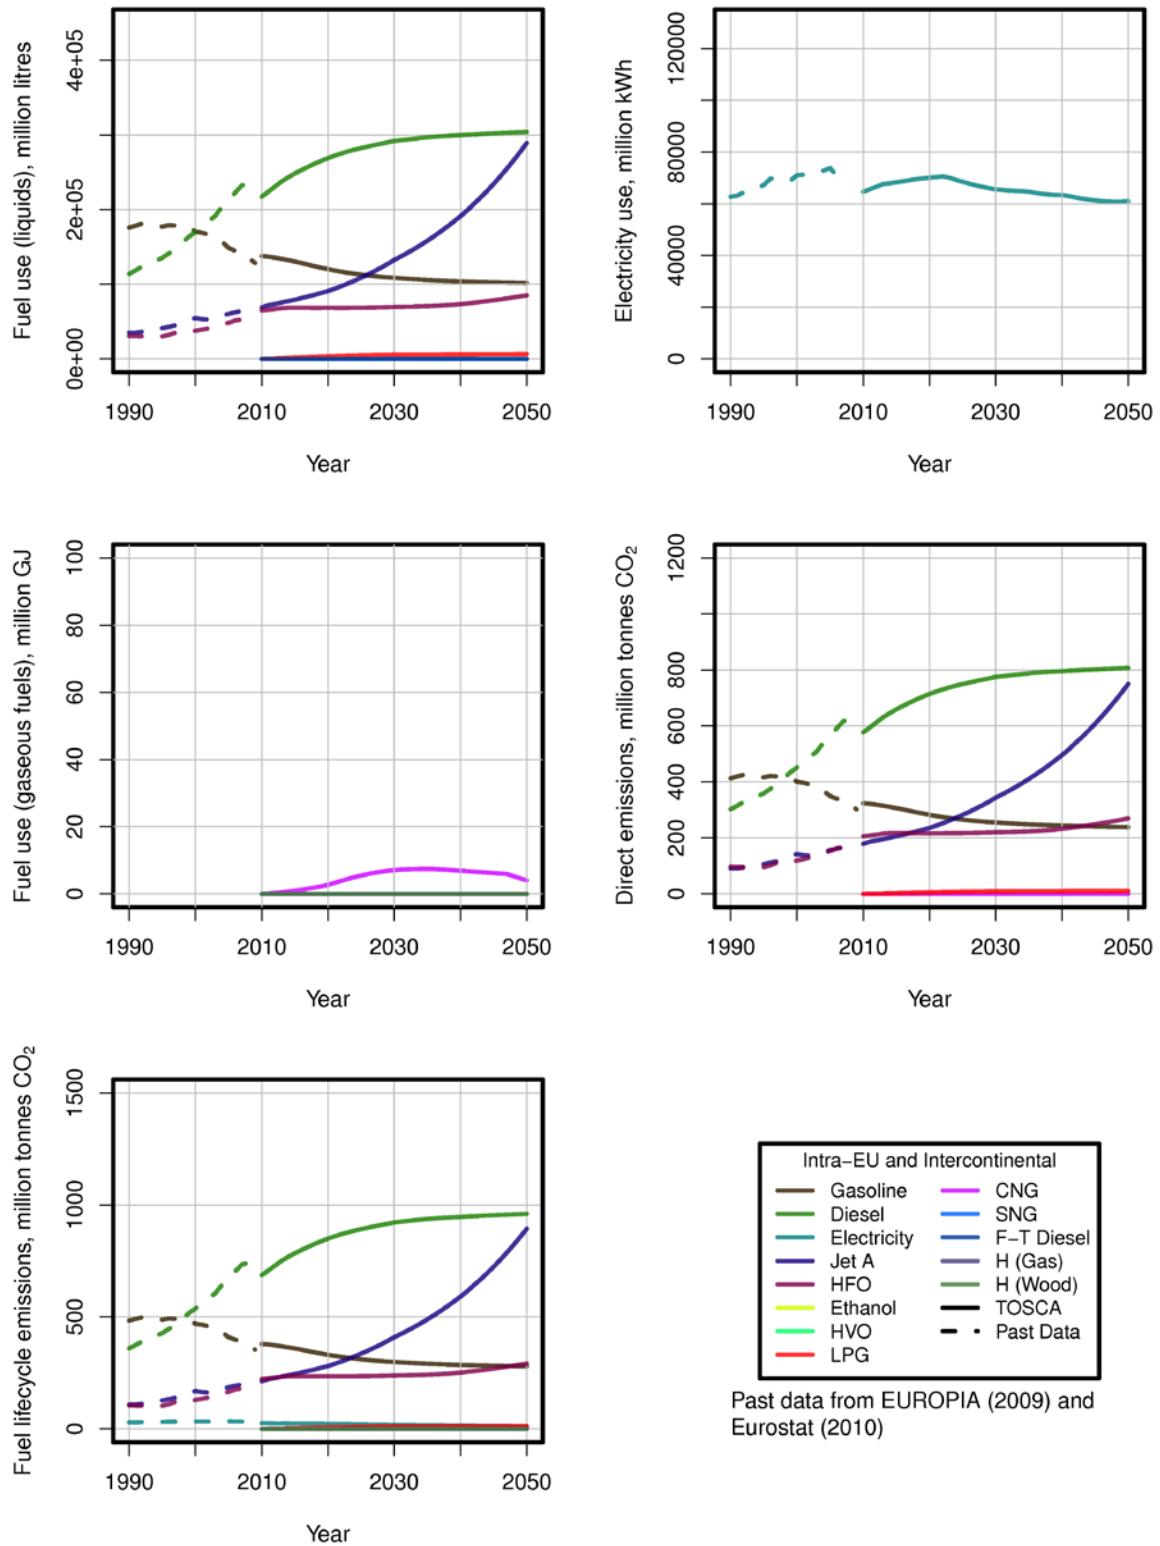 Fuel use (liquids), million litres
4e+05
2e+05
0e+00
1990 2010 2030 2050
Year
Electricity use, million kWh
120000
80000
40000
0
1990 2010 2030 2050
Year
Fuel use (gaseous fuels), million GJ
100
80
60
40
20
0
1990 2010 2030 2050
Year
Direct emissions, million tonnes CO₂
1200
800
600
400
200
0
1990 2010 2030 2050
Year
Fuel lifecycle emissions, million tonnes CO₂
1500
1000
500
0
1990 2010 2030 2050
Year
Intra−EU and Intercontinental
Gasoline
Diesel
Electricity
Jet A
HFO
Ethanol
HVO
LPG
CNG
SNG
F−T Diesel
H (Gas)
H (Wood)
TOSCA
Past Data
Past data from EUROPIA (2009) and
Eurostat (2010)